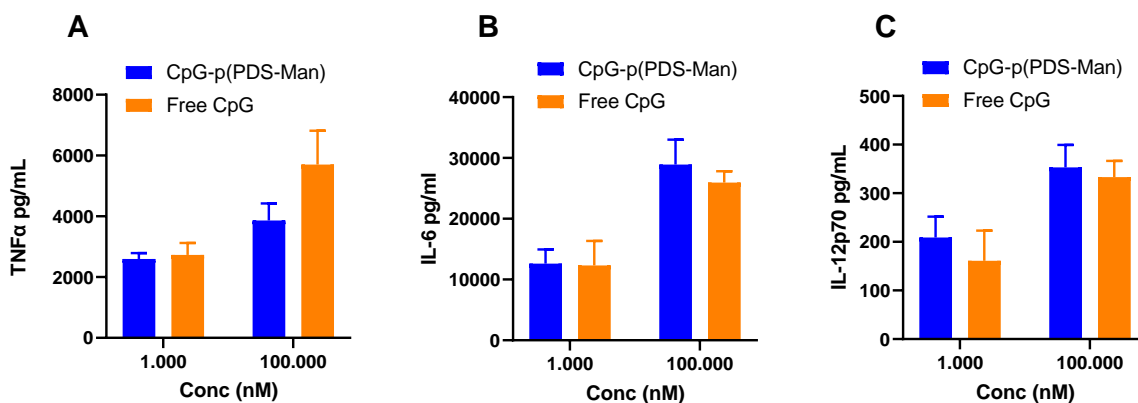 A
CpG-p(PDS-Man)
Free CpG
8000
6000
4000
2000
0
TNFα pg/mL
1.000
100.000
Conc (nM)
B
CpG-p(PDS-Man)
Free CpG
40000
30000
20000
10000
0
IL-6 pg/ml
1.000
100.000
Conc (nM)
C
CpG-p(PDS-Man)
Free CpG
500
400
300
200
100
0
IL-12p70 pg/mL
1.000
100.000
Conc (nM)